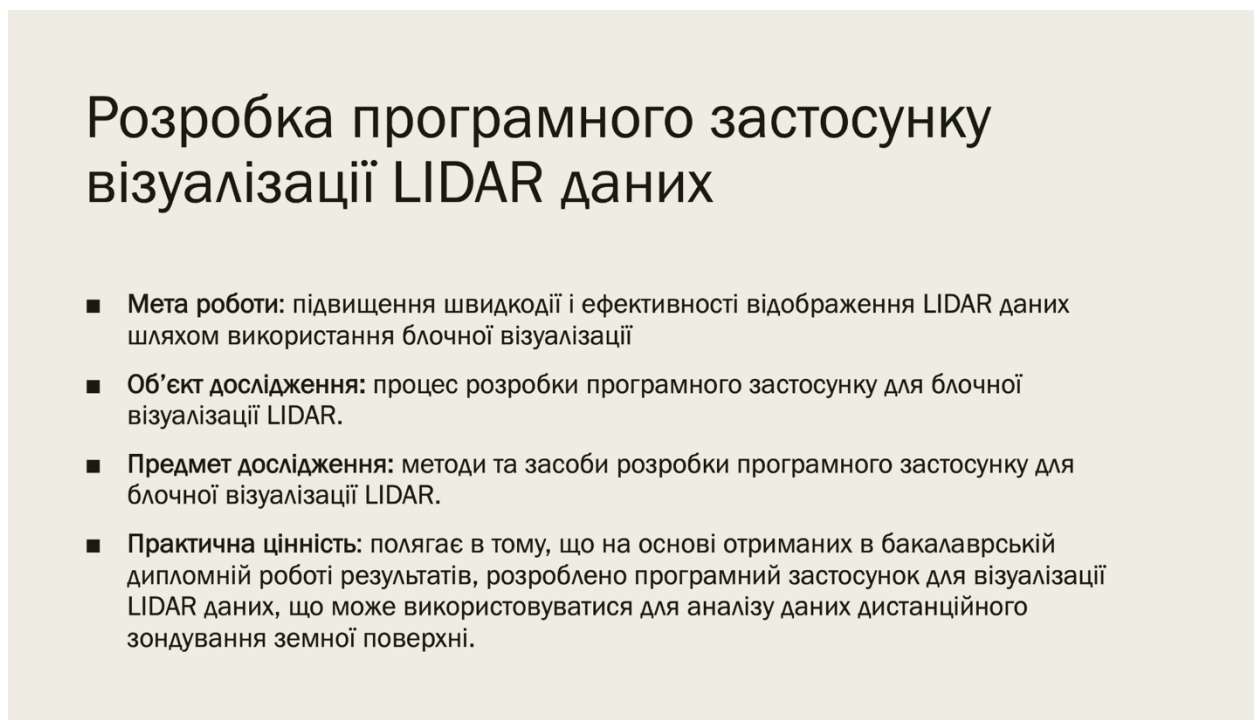 Розробка програмного застосунку
візуалізації LIDAR даних
▪ Мета роботи: підвищення швидкодії і ефективності відображення LIDAR даних
шляхом використання блочної візуалізації
▪ Об’єкт дослідження: процес розробки програмного застосунку для блочної
візуалізації LIDAR.
▪ Предмет дослідження: методи та засоби розробки програмного застосунку для
блочної візуалізації LIDAR.
▪ Практична цінність: полягає в тому, що на основі отриманих в бакалаврській
дипломній роботі результатів, розроблено програмний застосунок для візуалізації
LIDAR даних, що може використовуватися для аналізу даних дистанційного
зондування земної поверхні.